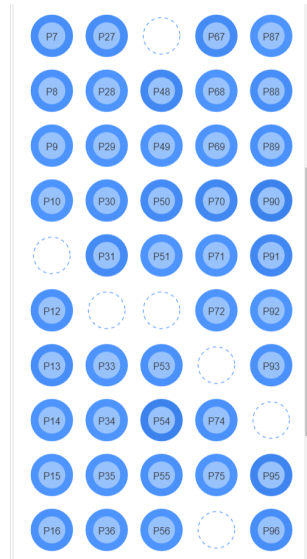 P7 P27 P67 P87
P8 P28 P48 P68 P88
P9 P29 P49 P69 P89
P10 P30 P50 P70 P90
P31 P51 P71 P91
P12 P72 P92
P13 P33 P53 P93
P14 P34 P54 P74
P15 P35 P55 P75 P95
P16 P36 P56 P96